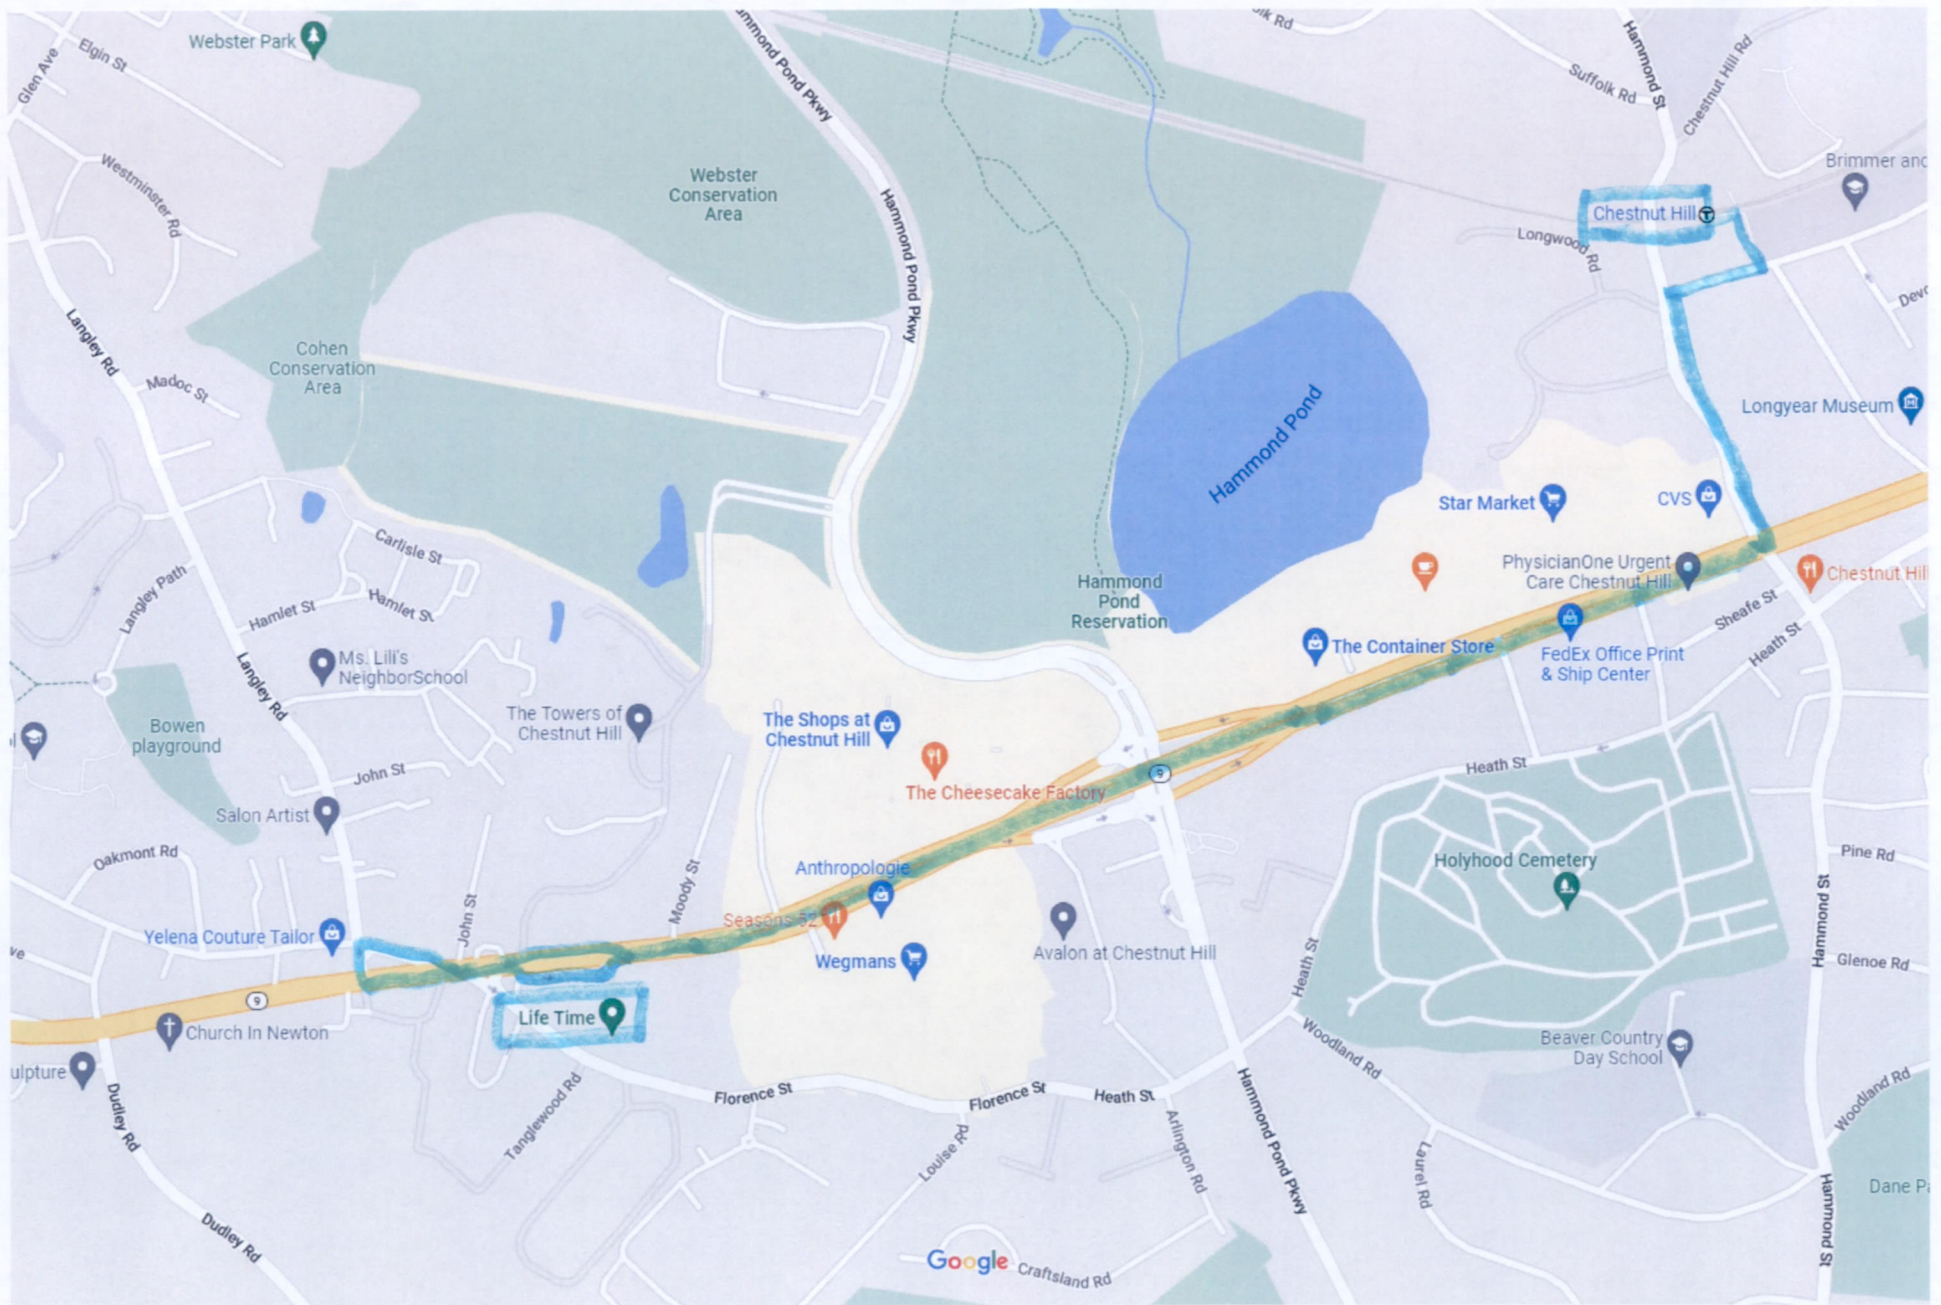 Webster Park
Elgin St
Glen Ave
Westminster Rd
Hammond Pond Pkwy
Webster
Conservation
Area
Hammond Pond Pkwy
Hammond St
Suffolk Rd
Chestnut Hill Rd
Brimmer and
Chestnut Hill
Longwood Rd
Langley Rd
Madoc St
Cohen
Conservation
Area
Hammond Pond
Longyear Museum
Star Market
CVS
PhysicianOne Urgent
Care Chestnut Hill
Chestnut Hil
Sheafe St
Heath St
Carlisle St
Hamlet St
Hamlet St
Langley Path
Hammond
Pond
Reservation
The Container Store
FedEx Office Print
& Ship Center
Ms. Lili's
NeighborSchool
Langley Rd
Bowen
playground
The Towers of
Chestnut Hill
The Shops at
Chestnut Hill
The Cheesecake Factory
9
Heath St
John St
Salon Artist
Oakmont Rd
Moody St
Anthropologie
Seasons 52
Wegmans
Avalon at Chestnut Hill
Holyhood Cemetery
Pine Rd
Hammond St
Glenoe Rd
Heath St
Yelena Couture Tailor
John St
9
Church In Newton
Life Time
Beaver Country
Day School
Woodland Rd
Woodland Rd
ulpture
Dudley Rd
Tanglewood Rd
Florence St
Florence St
Heath St
Louise Rd
Arlington Rd
Hammond Pond Pkwy
Laurel Rd
Hammond St
Dane Pa
Dudley Rd
Google
Craftsland Rd